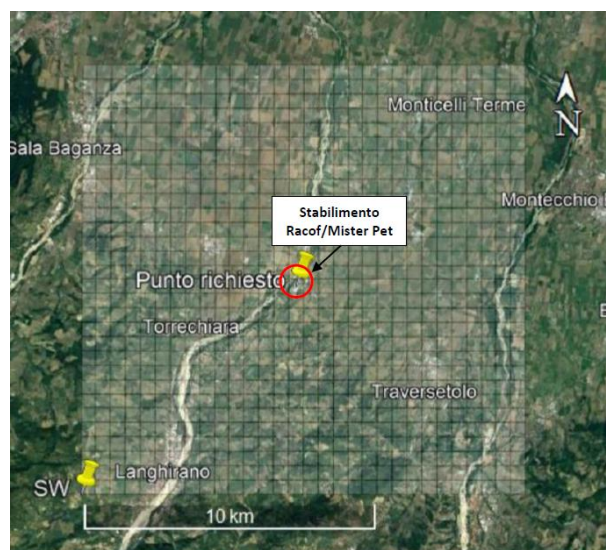 Monticelli Terme
N
Sala Baganza
Montecchio
Stabilimento
Racof/Mister Pet
Punto richiesto
Torrechiara
Traversetolo
Langhirano
SW
10 km